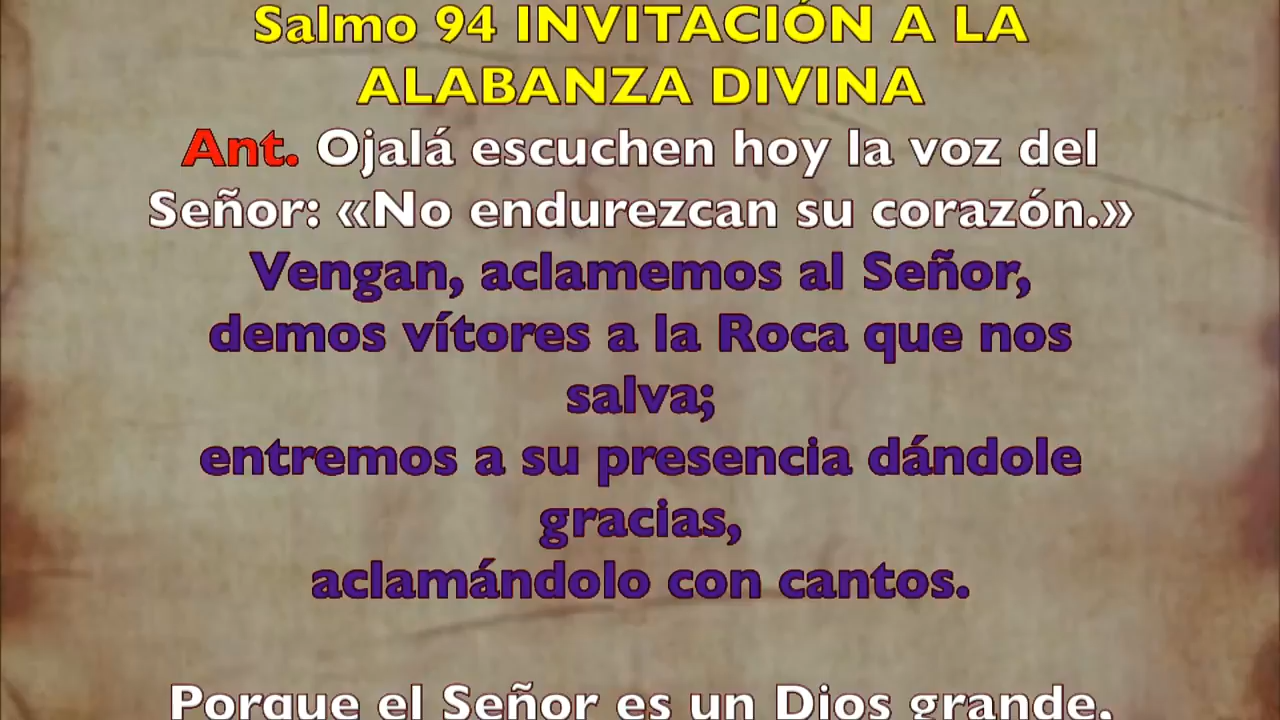 Salmo 94 INVITACIÓN A LA
ALABANZA DIVINA
Ant. Ojalá escuchen hoy la voz del
Señor: «No endurezcan su corazón.»
Vengan, aclamemos al Señor,
demos vítores a la Roca que nos
salva;
entremos a su presencia dándole
gracias,
aclamándolo con cantos.
Porque el Señor es un Dios grande,